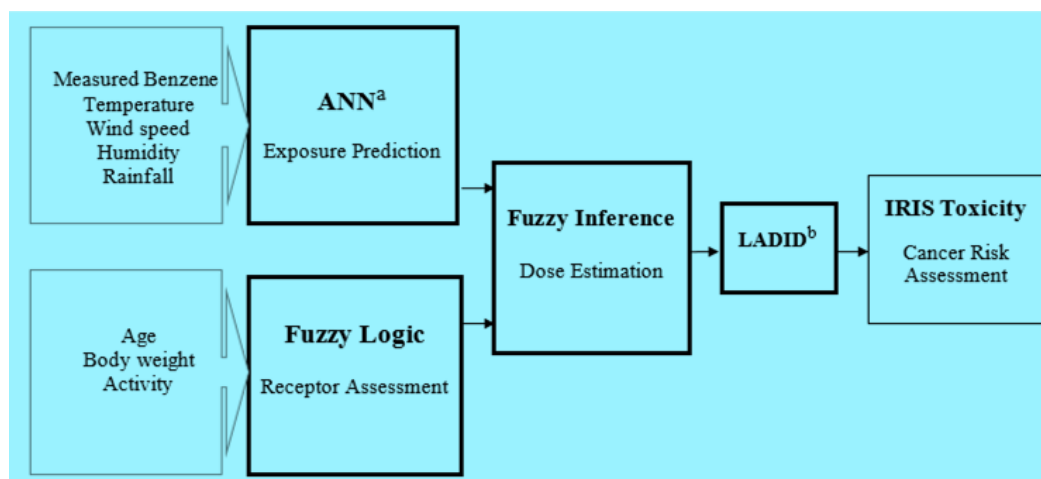 Measured Benzene
Temperature
Wind speed
Humidity
Rainfall
ANNᵃ
Exposure Prediction
Age
Body weight
Activity
Fuzzy Logic
Receptor Assessment
Fuzzy Inference
Dose Estimation
LADIDᵇ
IRIS Toxicity
Cancer Risk
Assessment